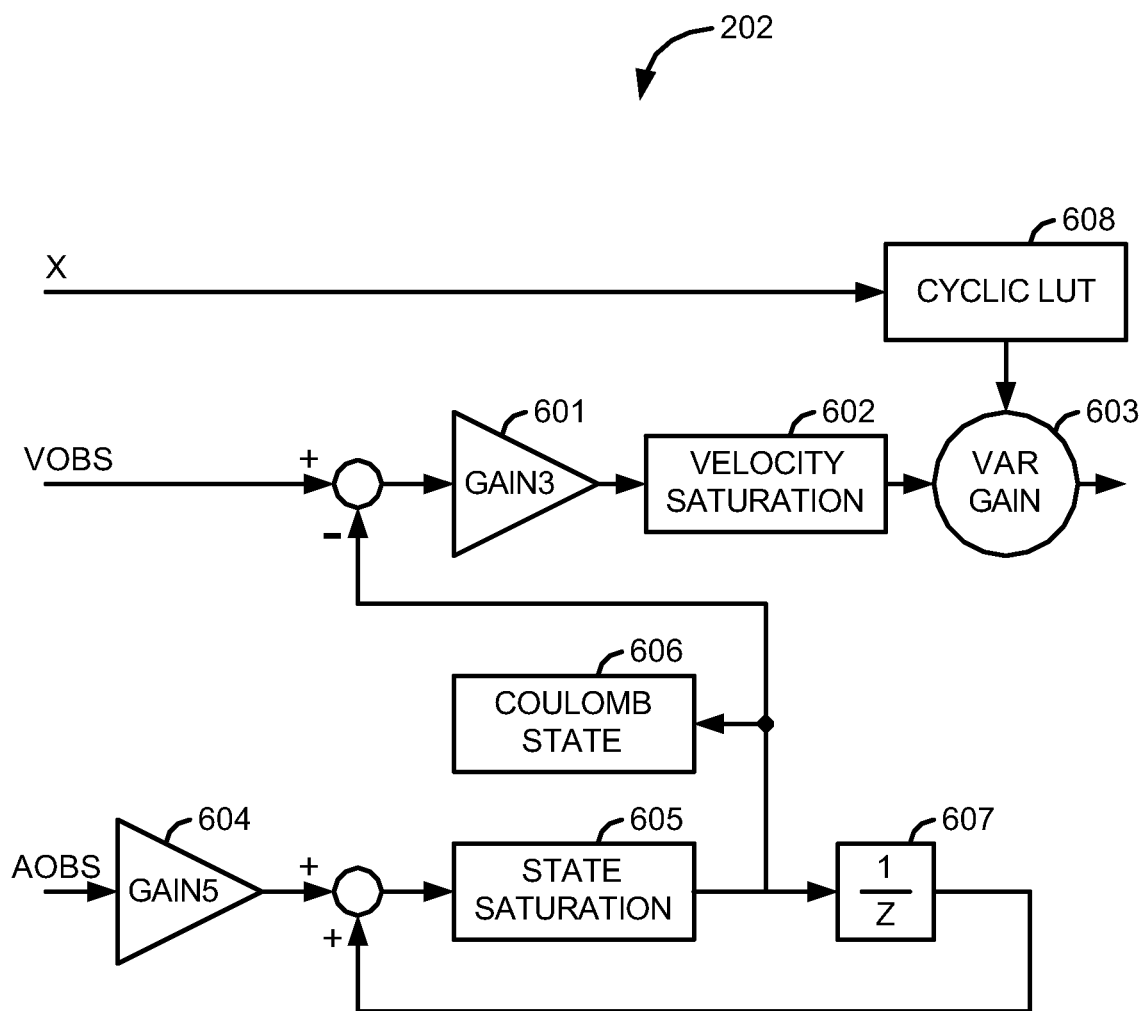 202
608
X
CYCLIC LUT
601
602
603
VOBS
+
GAIN3
VELOCITY
SATURATION
VAR
GAIN
-
606
COULOMB
STATE
604
605
607
AOBS
GAIN5
+
STATE
SATURATION
1
Z
+